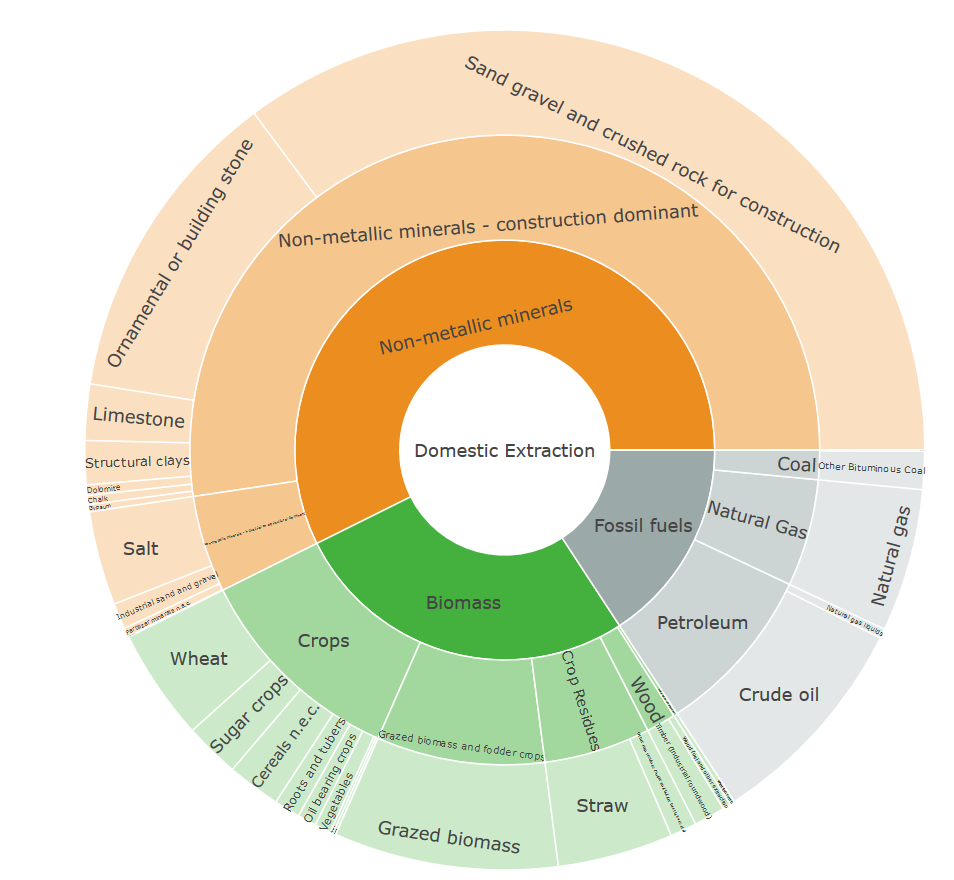 Sand gravel and crushed rock for construction
Ornamental or building stone
Non-metallic minerals - construction dominant
Non-metallic minerals
Limestone
Domestic Extraction
Structural clays
Coal
Other Bituminous Coal
Dolomite
Chalk
Gypsum
Natural Gas
Natural gas
Fossil fuels
Salt
Industrial sand and gravel
Biomass
Natural gas liquids
Petroleum
Crops
Wheat
Crop Residues
Wood
Crude oil
Sugar crops
Cereals n.e.c.
Roots and tubers
Oil bearing crops
Vegetables
Grazed biomass and fodder crops
Timber (Industrial roundwood)
Straw
Grazed biomass